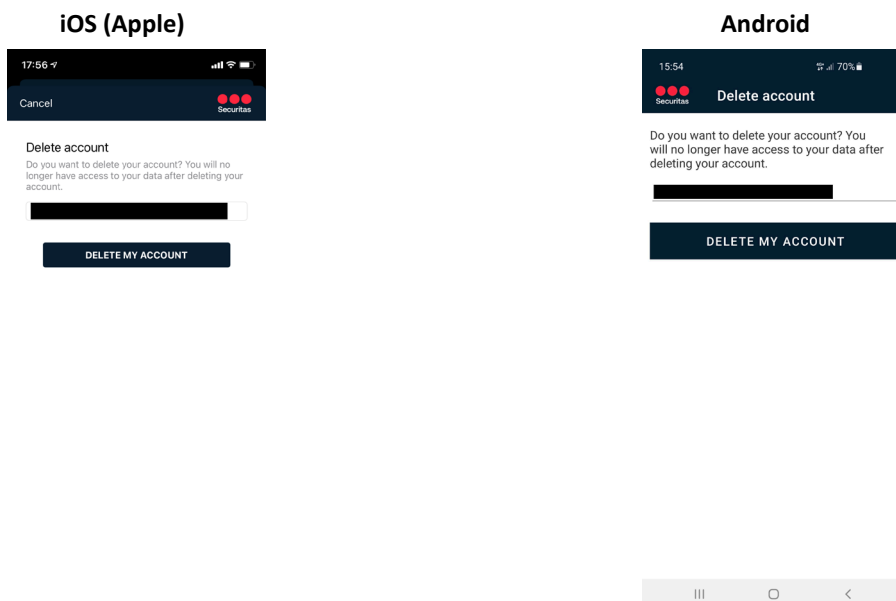 iOS (Apple)
17:56
Cancel
Securitas
Delete account
Do you want to delete your account? You will no
longer have access to your data after deleting your
account.
DELETE MY ACCOUNT
Android
15:54
70%
Securitas
Delete account
Do you want to delete your account? You
will no longer have access to your data after
deleting your account.
DELETE MY ACCOUNT